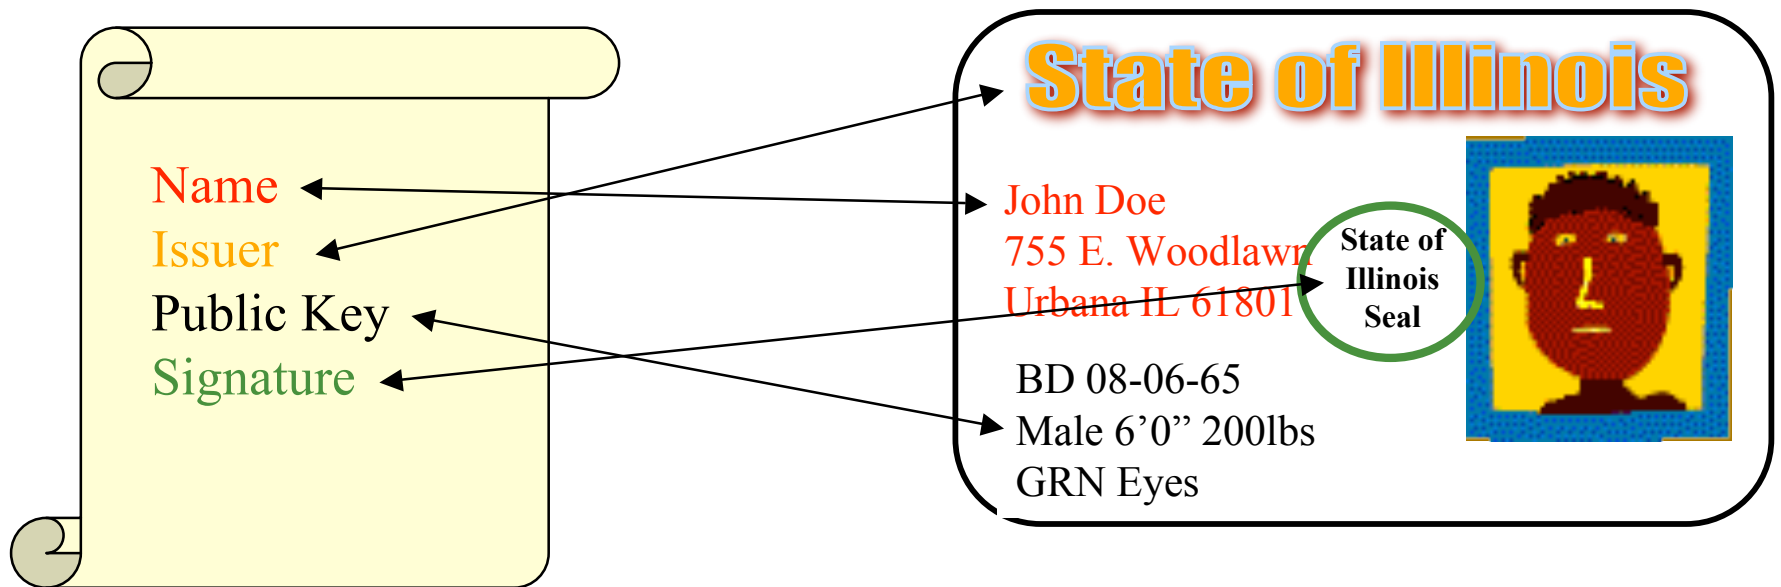 Name
Issuer
Public Key
Signature
State of Illinois
John Doe
755 E. Woodlawn
Urbana IL 61801
State of
Illinois
Seal
BD 08-06-65
Male 6’0” 200lbs
GRN Eyes